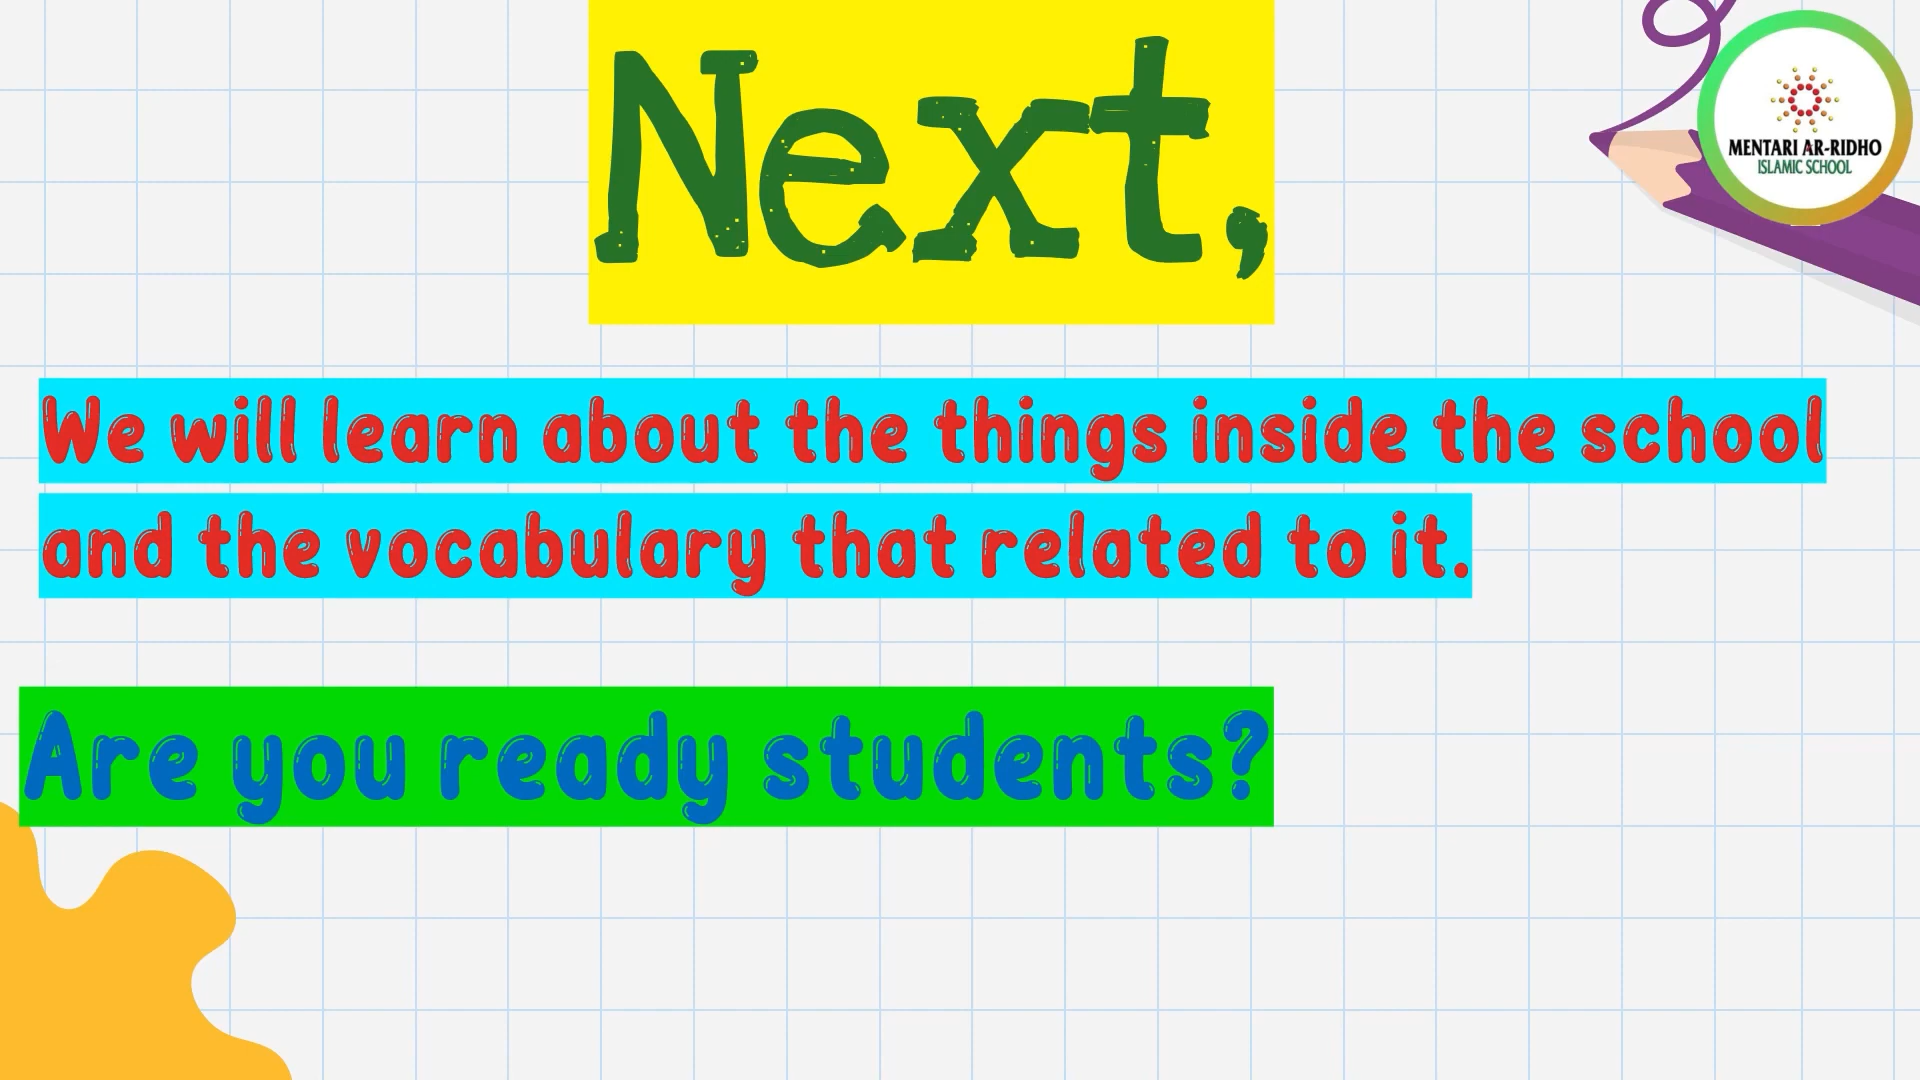 Next,
MENTARI AR-RIDHO
ISLAMIC SCHOOL
We will learn about the things inside the school
and the vocabulary that related to it.
Are you ready students?